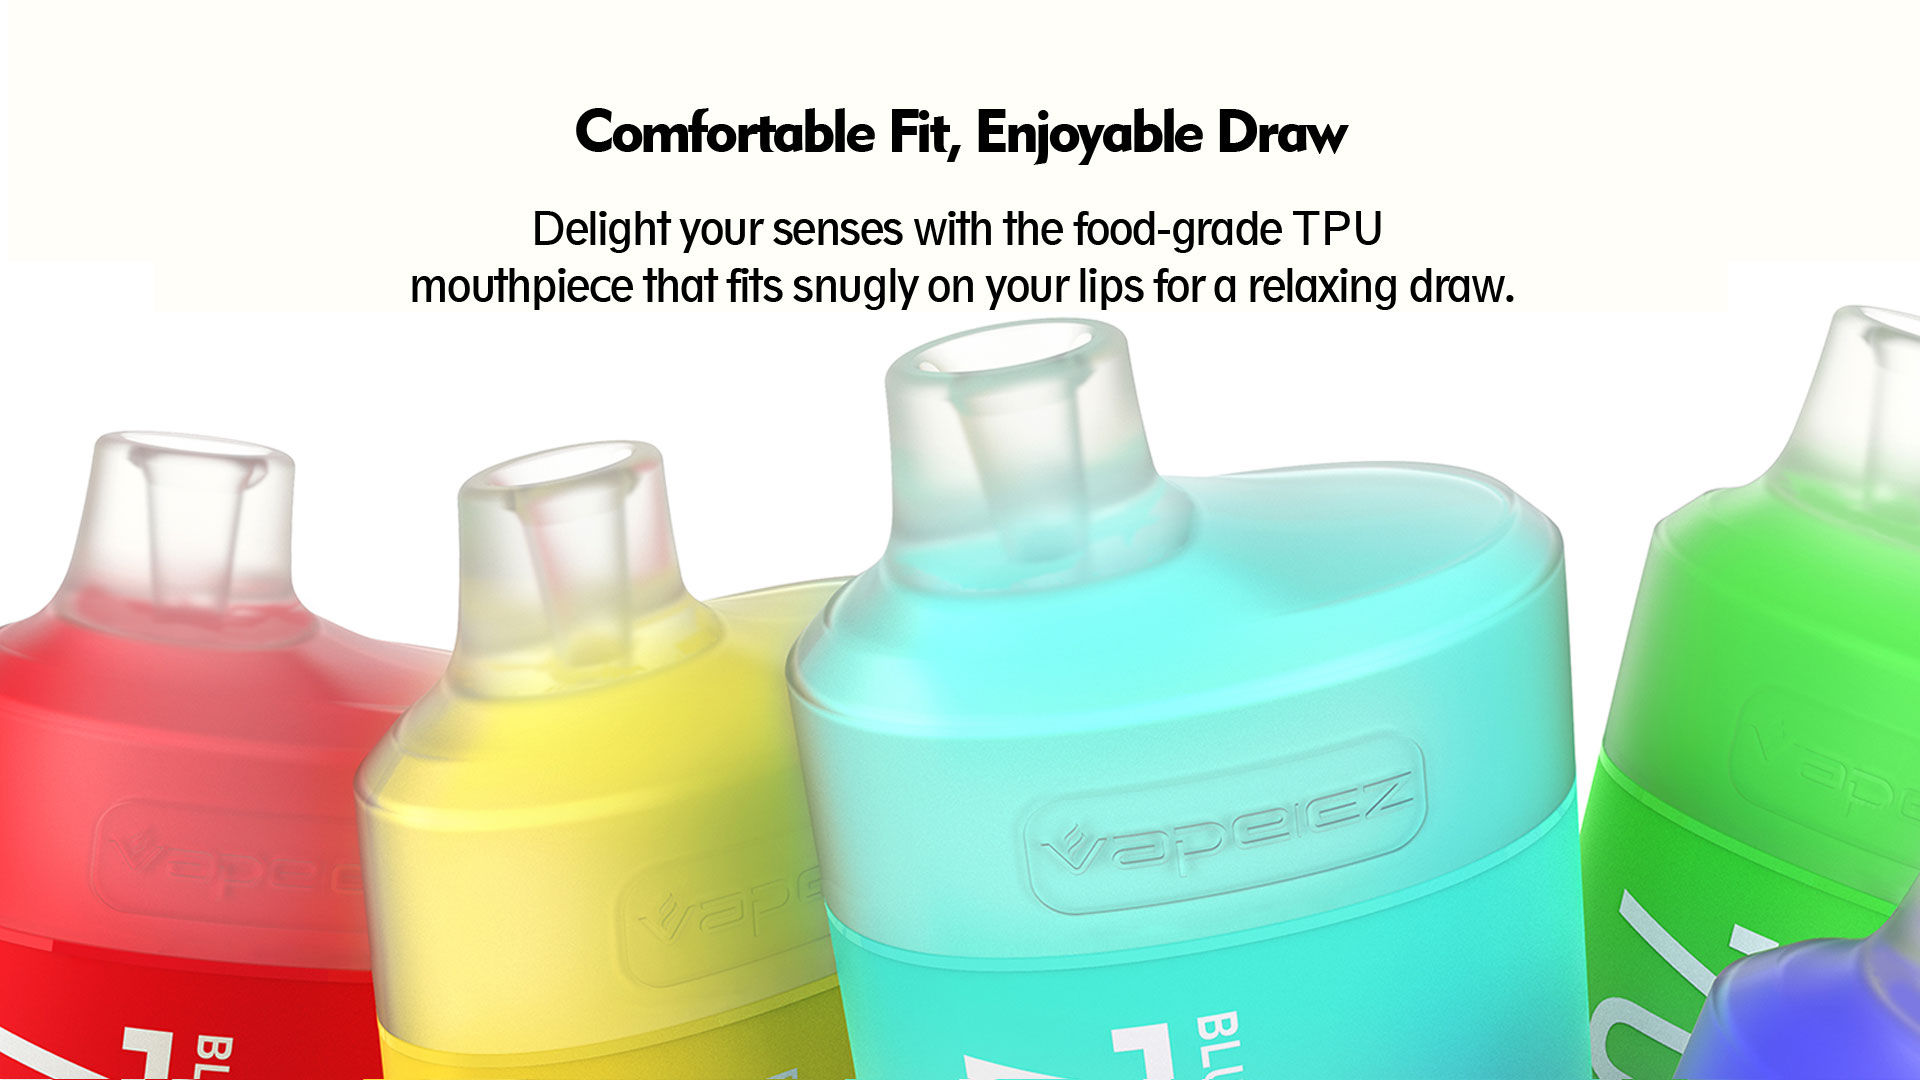 Comfortable Fit, Enjoyable Draw
Delight your senses with the food-grade TPU
mouthpiece that fits snugly on your lips for a relaxing draw.
VAPEIEZ